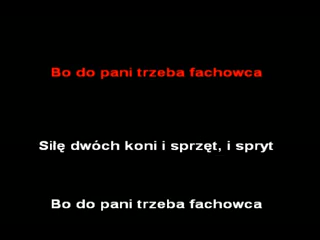 Bo do pani trzeba fachowca
Siłę dwóch koni i sprzęt, i spryt
Bo do pani trzeba fachowca